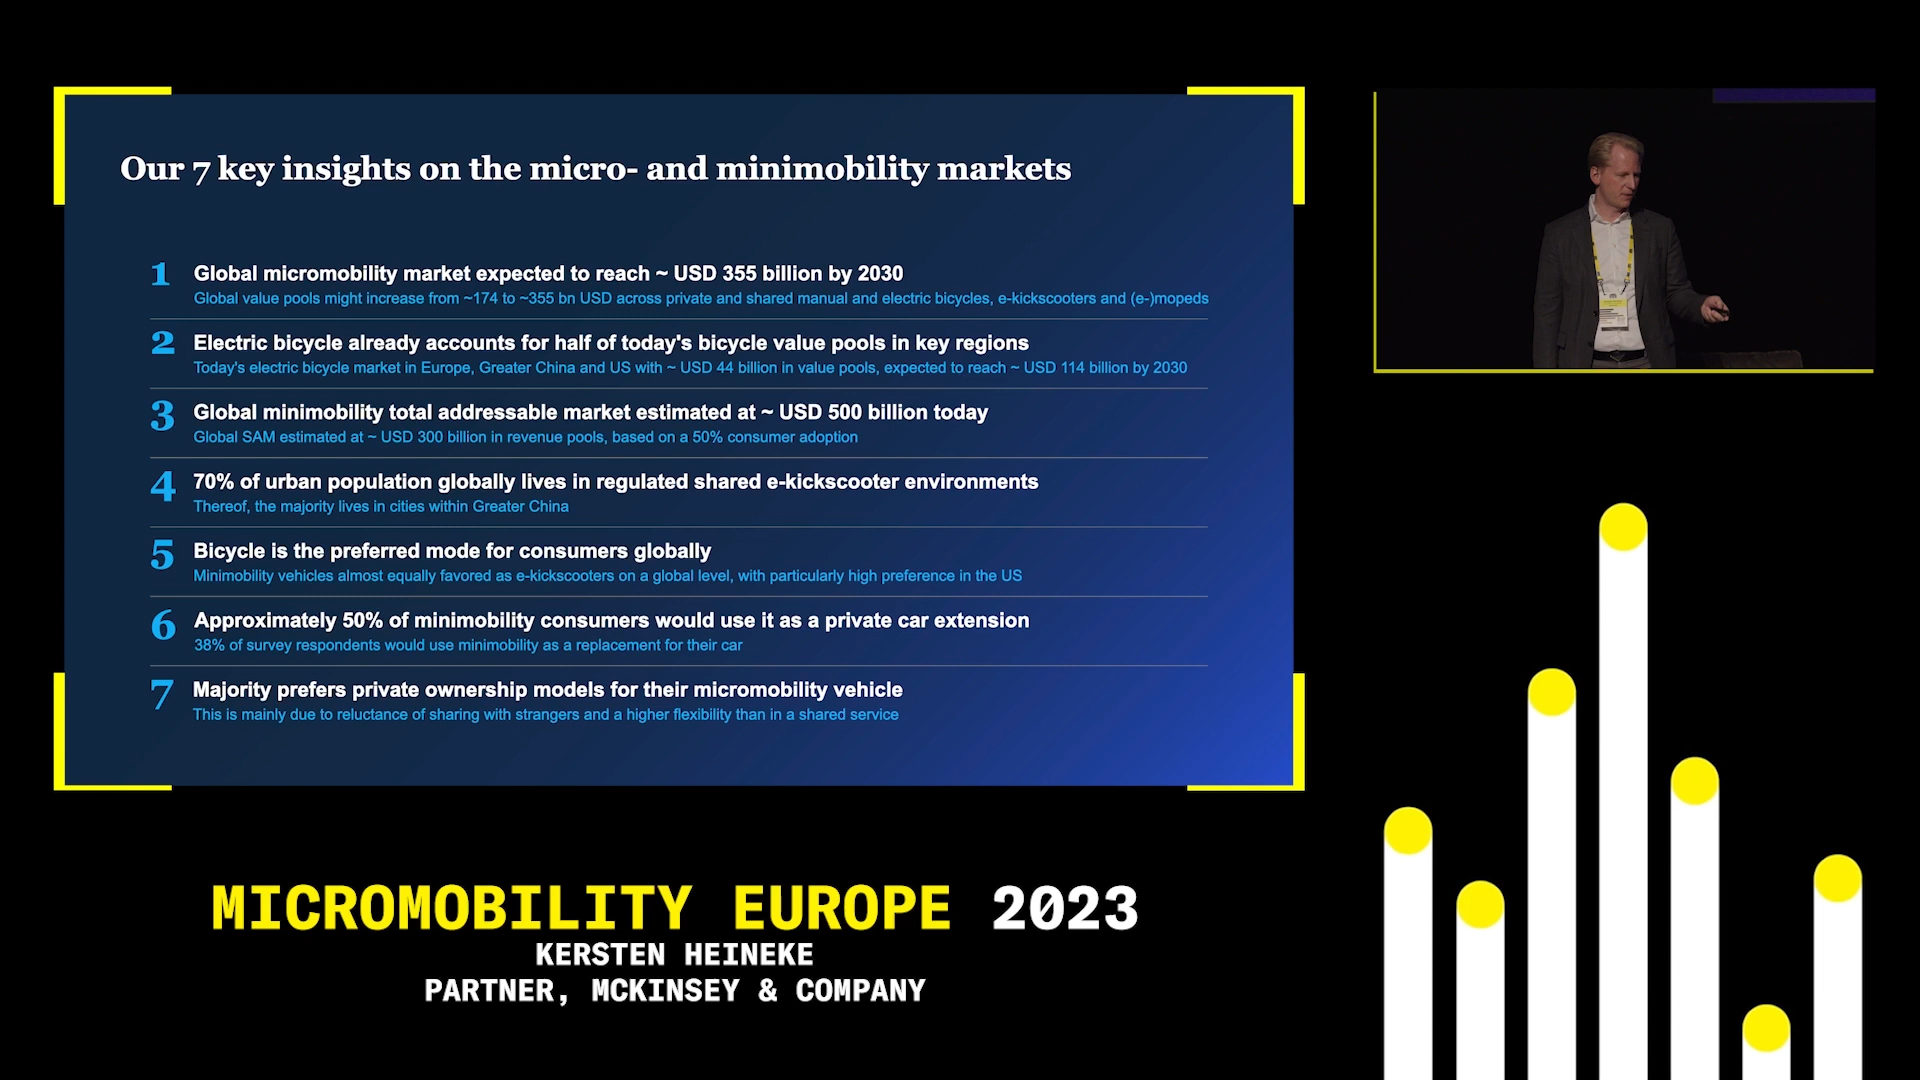 Our 7 key insights on the micro- and minimobility markets
1
Global micromobility market expected to reach ~ USD 355 billion by 2030
Global value pools might increase from ~174 to ~355 bn USD across private and shared manual and electric bicycles, e-kickscooters and (e-)mopeds
2
Electric bicycle already accounts for half of today's bicycle value pools in key regions
Today's electric bicycle market in Europe, Greater China and US with ~ USD 44 billion in value pools, expected to reach ~ USD 114 billion by 2030
3
Global minimobility total addressable market estimated at ~ USD 500 billion today
Global SAM estimated at ~ USD 300 billion in revenue pools, based on a 50% consumer adoption
4
70% of urban population globally lives in regulated shared e-kickscooter environments
Thereof, the majority lives in cities within Greater China
5
Bicycle is the preferred mode for consumers globally
Minimobility vehicles almost equally favored as e-kickscooters on a global level, with particularly high preference in the US
6
Approximately 50% of minimobility consumers would use it as a private car extension
38% of survey respondents would use minimobility as a replacement for their car
7
Majority prefers private ownership models for their micromobility vehicle
This is mainly due to reluctance of sharing with strangers and a higher flexibility than in a shared service
MICROMOBILITY EUROPE 2023
KERSTEN HEINEKE
PARTNER, MCKINSEY & COMPANY